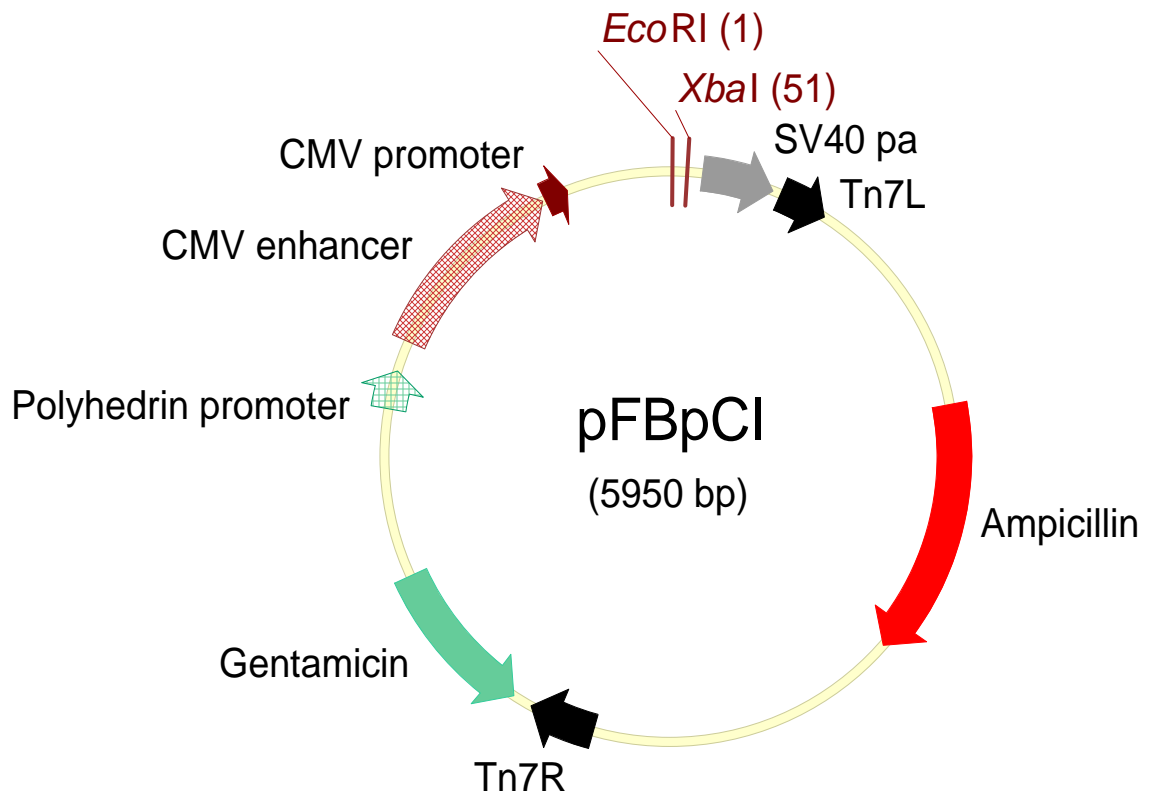 EcoRI (1)
XbaI (51)
SV40 pa
CMV promoter
Tn7L
CMV enhancer
Polyhedrin promoter
pFBpCI
(5950 bp)
Ampicillin
Gentamicin
Tn7R